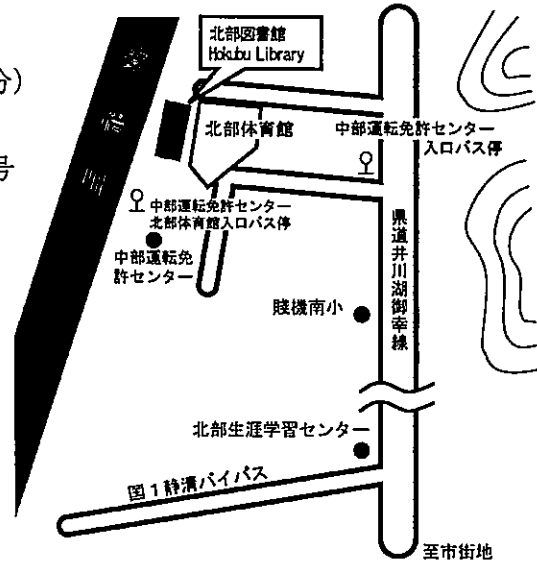 分)
号
北部図書館
Hokubu Library
北部体育館
中部運転免許センター
入口バス停
中部運転免許センター
北部体育館入口バス停
中部運転免
許センター
県道井川湖御幸線
賤機南小
北部生涯学習センター
国1静清バイパス
至市街地